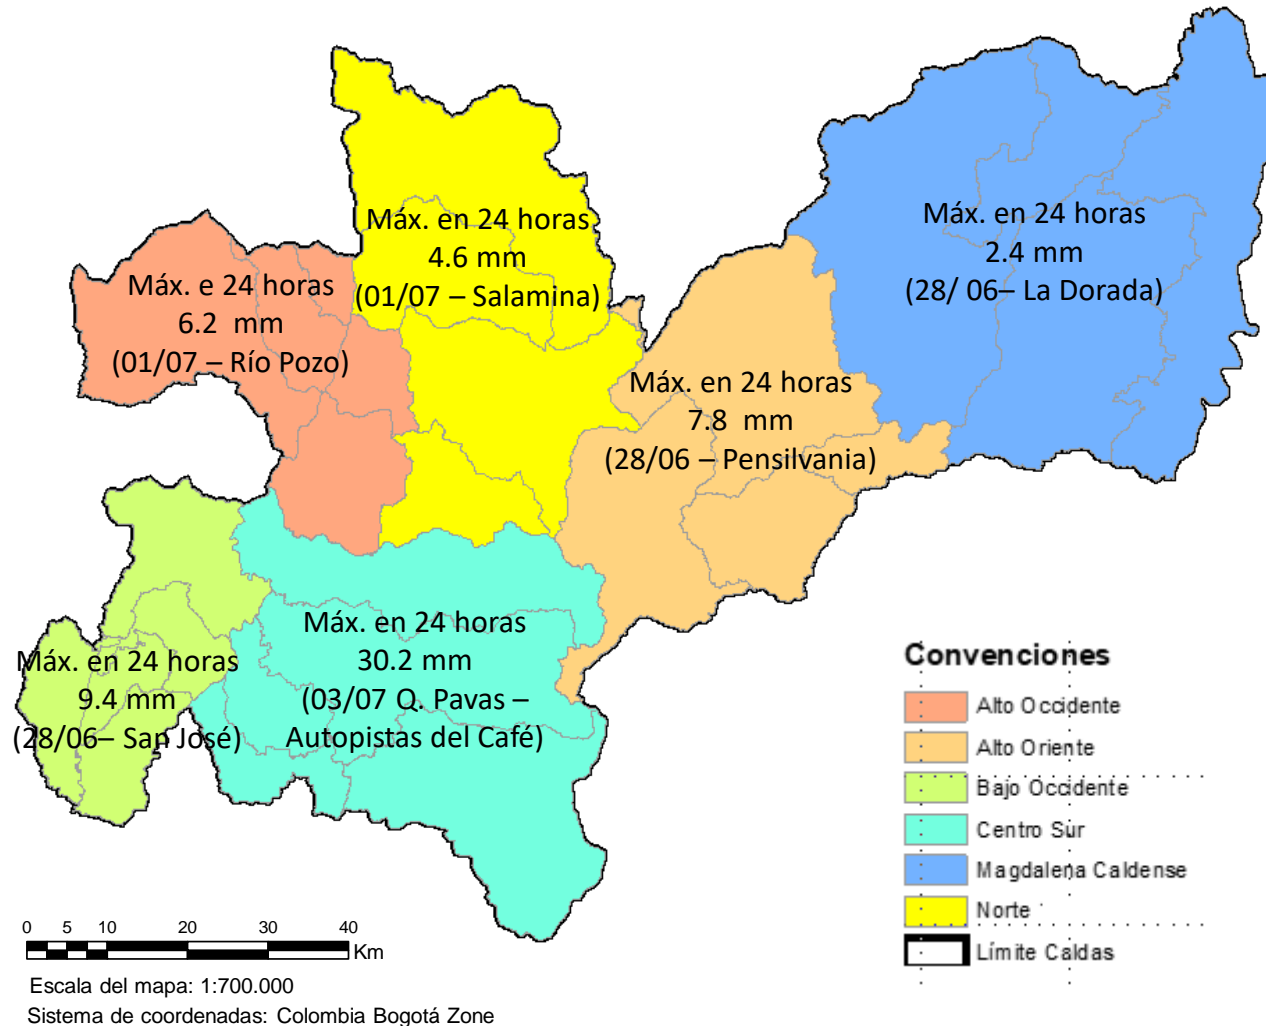 Máx. en 24 horas
4.6 mm
(01/07 – Salamina)
Máx. en 24 horas
2.4 mm
(28/ 06– La Dorada)
Máx. e 24 horas
6.2 mm
(01/07 – Río Pozo)
Máx. en 24 horas
7.8 mm
(28/06 – Pensilvania)
Máx. en 24 horas
9.4 mm
(28/06– San José)
Máx. en 24 horas
30.2 mm
(03/07 Q. Pavas –
Autopistas del Café)
Convenciones
Alto Occidente
Alto Oriente
Bajo Occidente
Centro Sur
Magdalena Caldense
Norte
Límite Caldas
0 5 10 20 30 40
Km
Escala del mapa: 1:700.000
Sistema de coordenadas: Colombia Bogotá Zone